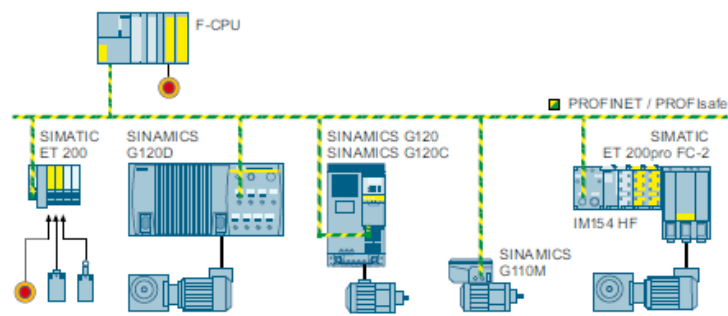 F-CPU
PROFINET / PROFIsafe
SIMATIC
ET 200
SINAMICS
G120D
SINAMICS G120
SINAMICS G120C
SIMATIC
ET 200pro FC-2
IM154 HF
SINAMICS
G110M